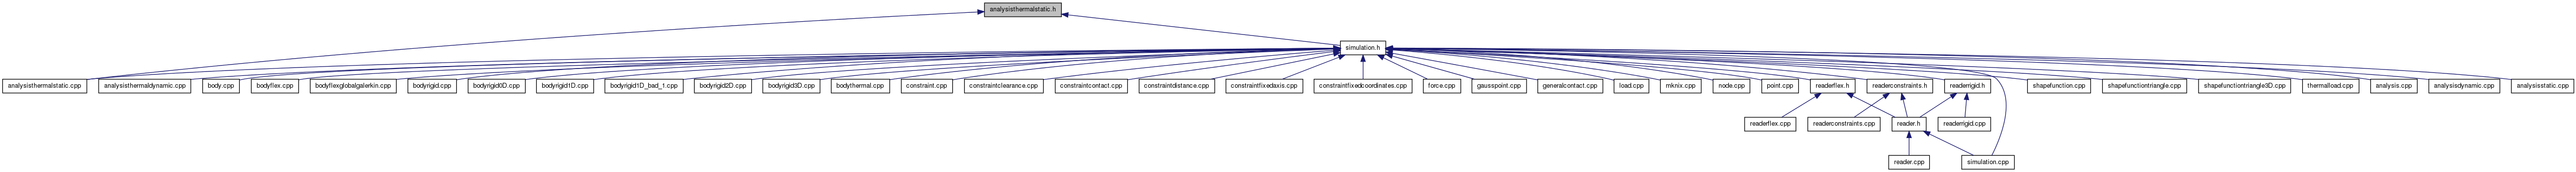 analysisthermalstatic.h
simulation.h
analysisthermalstatic.cpp
analysisthermaldynamic.cpp
body.cpp
bodyflex.cpp
bodyflexglobalgalerkin.cpp
bodyrigid.cpp
bodyrigid0D.cpp
bodyrigid1D.cpp
bodyrigid1D_bad_1.cpp
bodyrigid2D.cpp
bodyrigid3D.cpp
bodythermal.cpp
constraint.cpp
constraintclearance.cpp
constraintcontact.cpp
constraintdistance.cpp
constraintfixedaxis.cpp
constraintfixedcoordinates.cpp
force.cpp
gausspoint.cpp
generalcontact.cpp
load.cpp
mknix.cpp
node.cpp
point.cpp
readerflex.h
readerconstraints.h
readerrigid.h
shapefunction.cpp
shapefunctiontriangle.cpp
shapefunctiontriangle3D.cpp
thermalload.cpp
analysis.cpp
analysisdynamic.cpp
analysisstatic.cpp
readerflex.cpp
readerconstraints.cpp
reader.h
readerrigid.cpp
reader.cpp
simulation.cpp